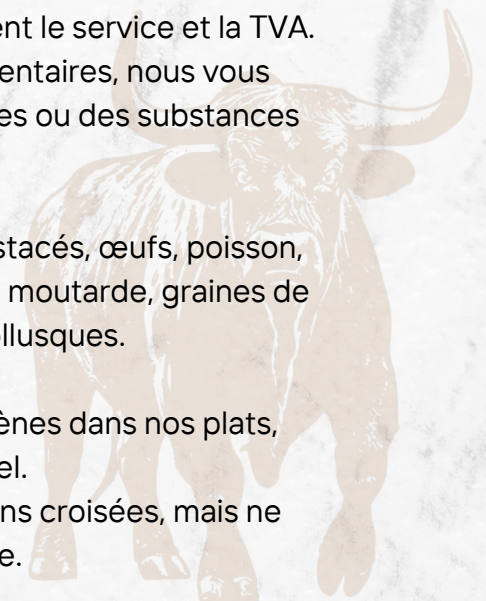 ent le service et la TVA.
entaires, nous vous
es ou des substances
stacés, œufs, poisson,
moutarde, graines de
llusques.
ènes dans nos plats,
el.
ns croisées, mais ne
e.